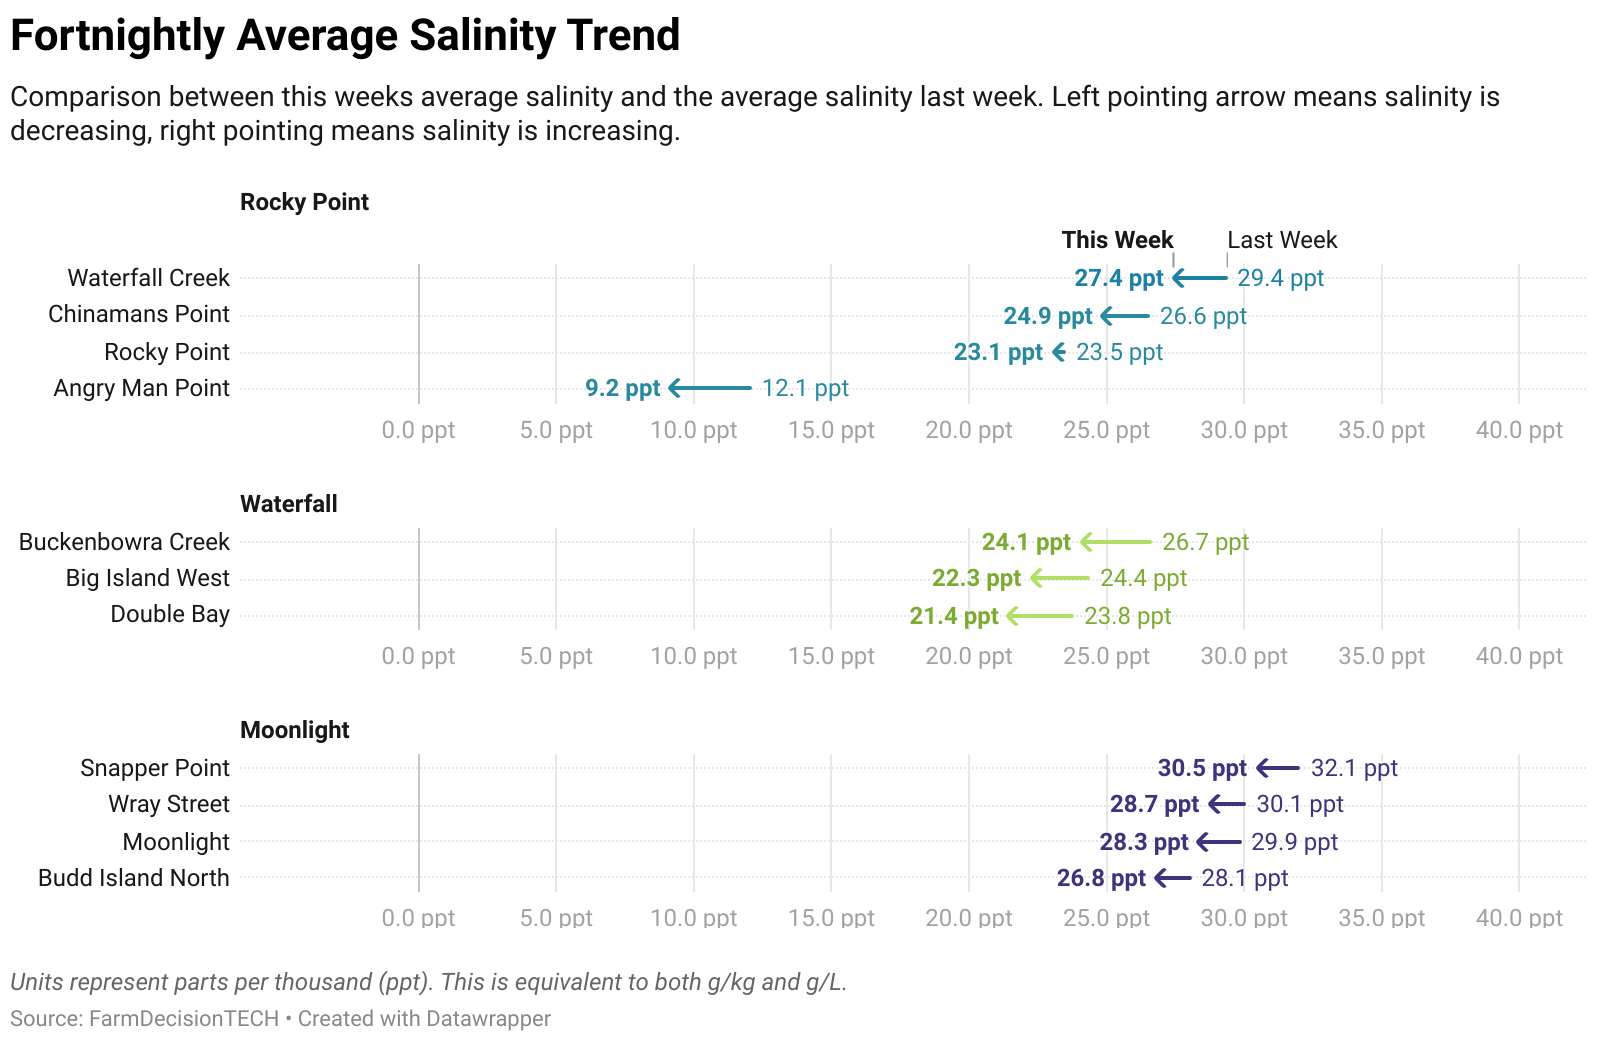 Fortnightly Average Salinity Trend
Comparison between this weeks average salinity and the average salinity last week. Left pointing arrow means salinity is
decreasing, right pointing means salinity is increasing.
Rocky Point
This Week Last Week
Waterfall Creek 27.4 ppt 29.4 ppt
Chinamans Point 24.9 ppt 26.6 ppt
Rocky Point 23.1 ppt 23.5 ppt
Angry Man Point 9.2 ppt 12.1 ppt
0.0 ppt 5.0 ppt 10.0 ppt 15.0 ppt 20.0 ppt 25.0 ppt 30.0 ppt 35.0 ppt 40.0 ppt
Waterfall
Buckenbowra Creek 24.1 ppt 26.7 ppt
Big Island West 22.3 ppt 24.4 ppt
Double Bay 21.4 ppt 23.8 ppt
0.0 ppt 5.0 ppt 10.0 ppt 15.0 ppt 20.0 ppt 25.0 ppt 30.0 ppt 35.0 ppt 40.0 ppt
Moonlight
Snapper Point 30.5 ppt 32.1 ppt
Wray Street 28.7 ppt 30.1 ppt
Moonlight 28.3 ppt 29.9 ppt
Budd Island North 26.8 ppt 28.1 ppt
0.0 ppt 5.0 ppt 10.0 ppt 15.0 ppt 20.0 ppt 25.0 ppt 30.0 ppt 35.0 ppt 40.0 ppt
Units represent parts per thousand (ppt). This is equivalent to both g/kg and g/L.
Source: FarmDecisionTECH • Created with Datawrapper